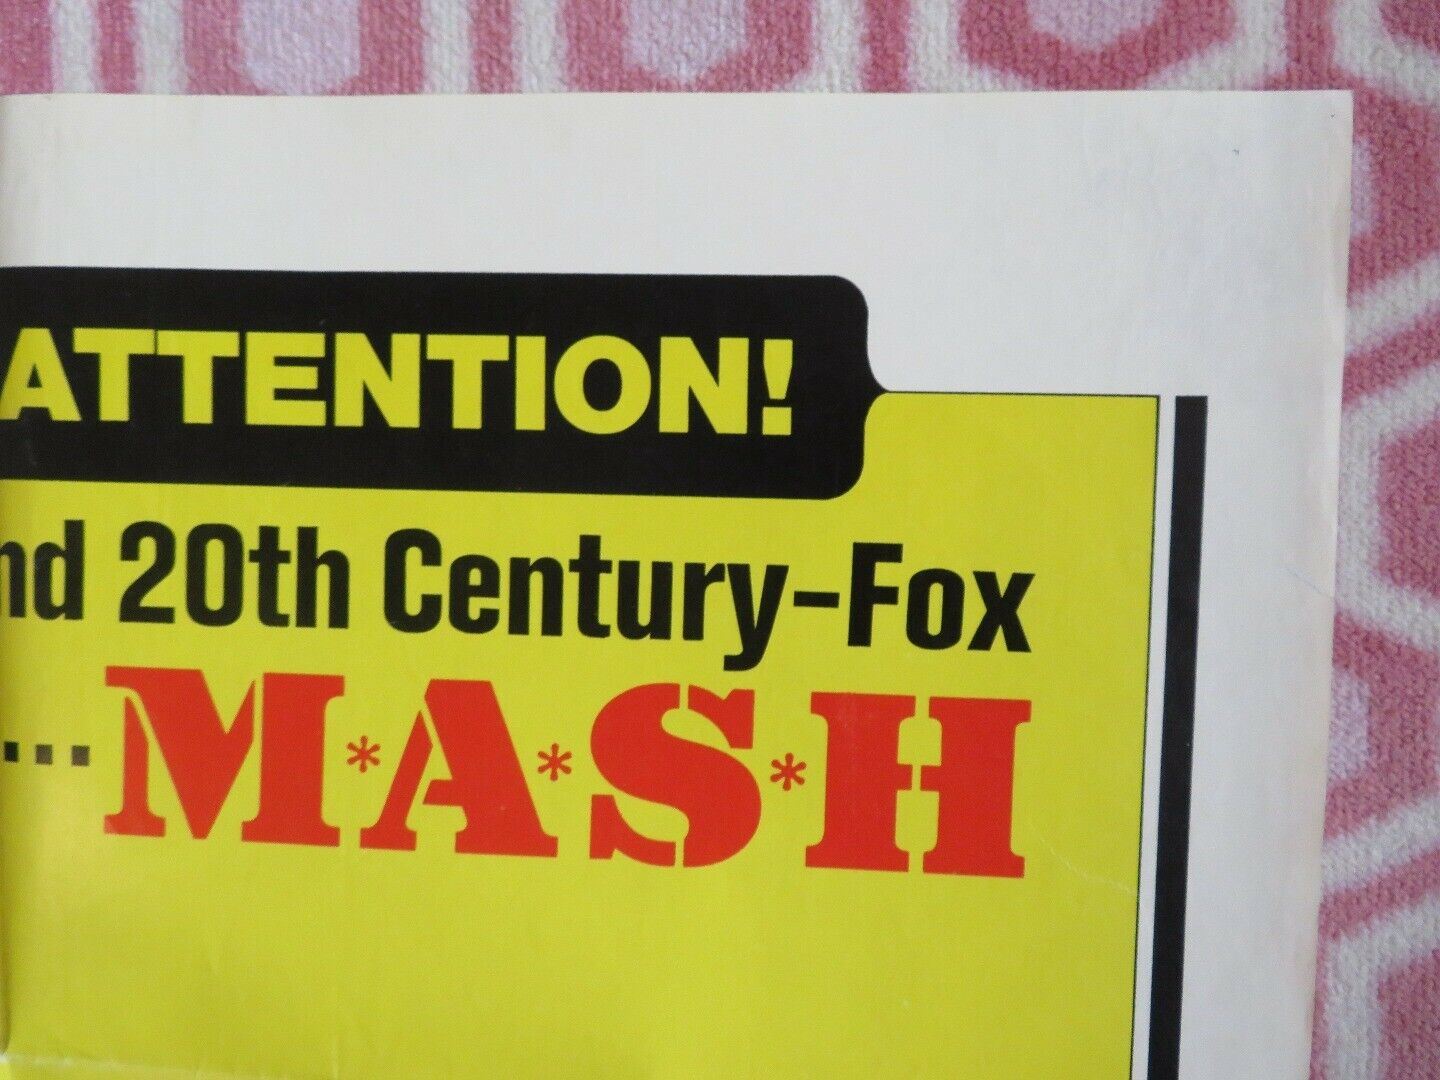 ATTENTION!
nd 20th Century-Fox
...M*A*S*H